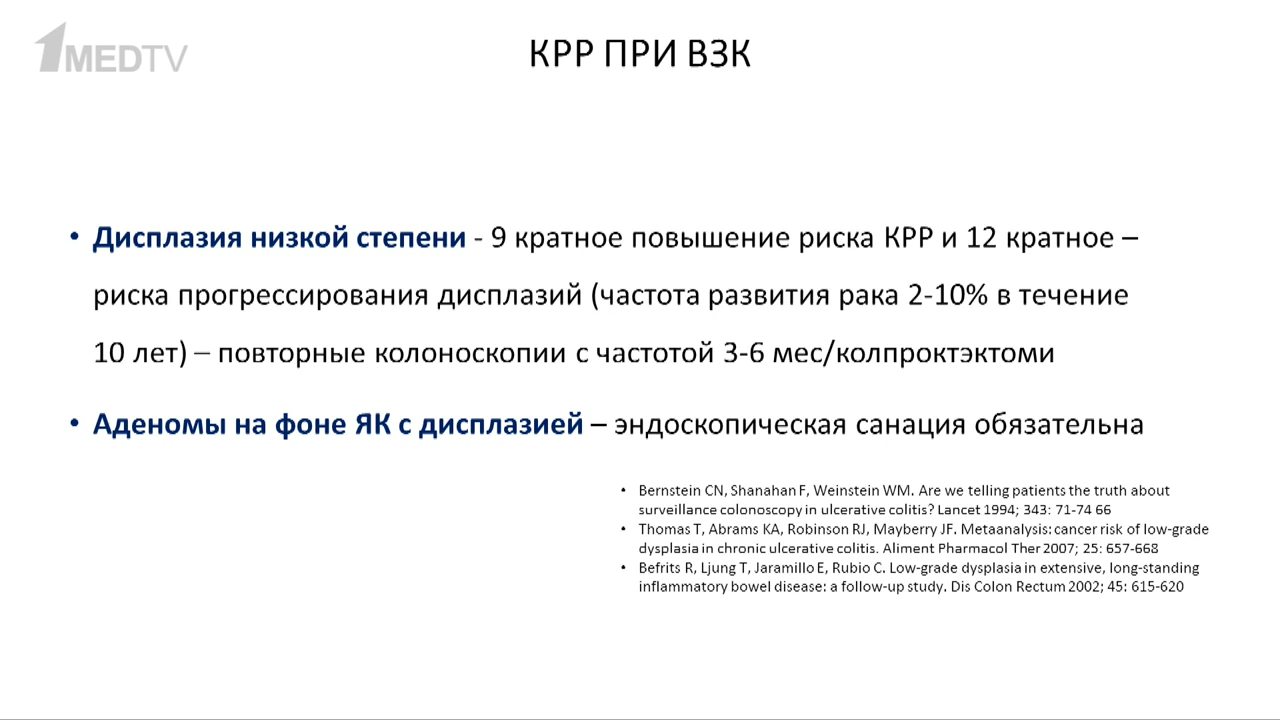 1MEDTV
КРР ПРИ ВЗК
• Дисплазия низкой степени - 9 кратное повышение риска КРР и 12 кратное –
риска прогрессирования дисплазий (частота развития рака 2-10% в течение
10 лет) – повторные колоноскопии с частотой 3-6 мес/колпроктэктоми
• Аденомы на фоне ЯК с дисплазией – эндоскопическая санация обязательна
• Bernstein CN, Shanahan F, Weinstein WM. Are we telling patients the truth about
surveillance colonoscopy in ulcerative colitis? Lancet 1994; 343: 71-74 66
• Thomas T, Abrams KA, Robinson RJ, Mayberry JF. Metaanalysis: cancer risk of low-grade
dysplasia in chronic ulcerative colitis. Aliment Pharmacol Ther 2007; 25: 657-668
• Befrits R, Ljung T, Jaramillo E, Rubio C. Low-grade dysplasia in extensive, long-standing
inflammatory bowel disease: a follow-up study. Dis Colon Rectum 2002; 45: 615-620